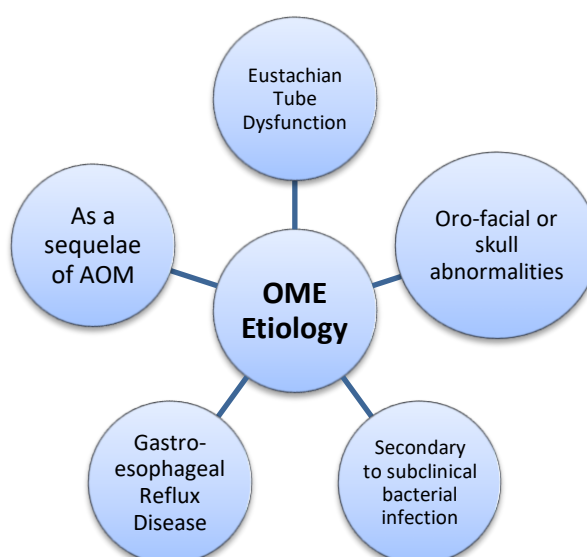 Eustachian
Tube
Dysfunction
As a
sequelae
of AOM
Oro-facial or
skull
abnormalities
OME
Etiology
Gastro-
esophageal
Reflux
Disease
Secondary
to subclinical
bacterial
infection